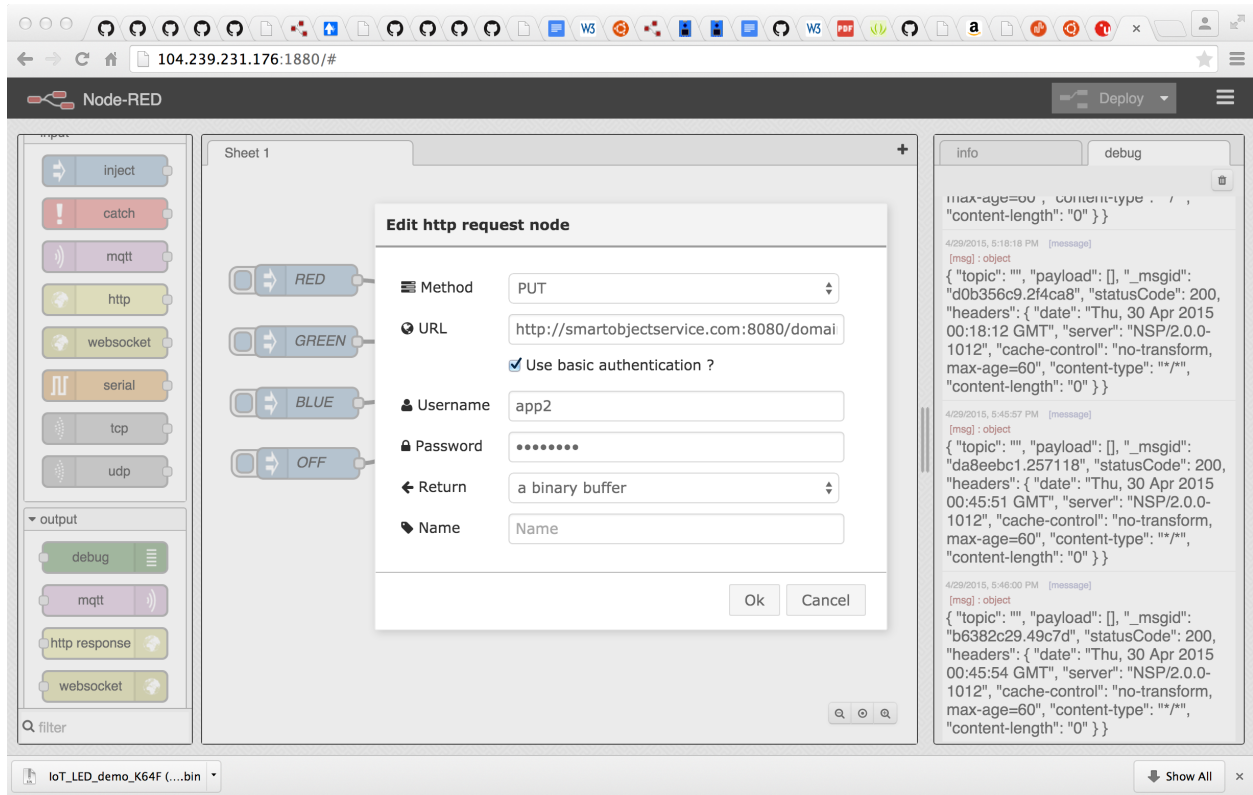 104.239.231.176:1880/#
Node-RED
Deploy
input
inject
catch
mqtt
http
websocket
serial
tcp
udp
output
debug
mqtt
http response
websocket
filter
Sheet 1
+
RED
GREEN
BLUE
OFF
Edit http request node
Method
PUT
URL
http://smartobjectservice.com:8080/domai
Use basic authentication ?
Username
app2
Password
••••••••
Return
a binary buffer
Name
Name
Ok
Cancel
info
debug
max-age=60", "content-type": "*/*",
"content-length": "0" } }
4/29/2015, 5:18:18 PM [message]
[msg] : object
{ "topic": "", "payload": [], "_msgid":
"d0b356c9.2f4ca8", "statusCode": 200,
"headers": { "date": "Thu, 30 Apr 2015
00:18:12 GMT", "server": "NSP/2.0.0-
1012", "cache-control": "no-transform,
max-age=60", "content-type": "*/*",
"content-length": "0" } }
4/29/2015, 5:45:57 PM [message]
[msg] : object
{ "topic": "", "payload": [], "_msgid":
"da8eebc1.257118", "statusCode": 200,
"headers": { "date": "Thu, 30 Apr 2015
00:45:51 GMT", "server": "NSP/2.0.0-
1012", "cache-control": "no-transform,
max-age=60", "content-type": "*/*",
"content-length": "0" } }
4/29/2015, 5:46:00 PM [message]
[msg] : object
{ "topic": "", "payload": [], "_msgid":
"b6382c29.49c7d", "statusCode": 200,
"headers": { "date": "Thu, 30 Apr 2015
00:45:54 GMT", "server": "NSP/2.0.0-
1012", "cache-control": "no-transform,
max-age=60", "content-type": "*/*",
"content-length": "0" } }
IoT_LED_demo_K64F (....bin
Show All